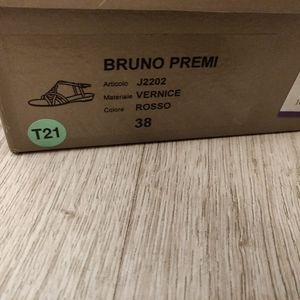 BRUNO PREMI
Articolo J2202
Materiale VERNICE
Colore ROSSO
38
T21